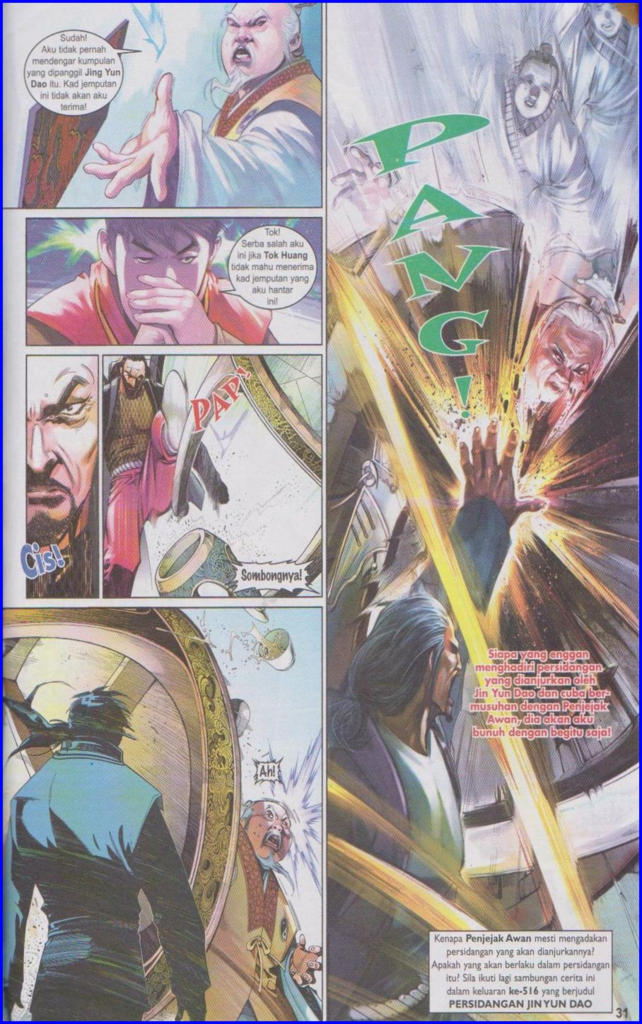 Sudah!
Aku tidak pernah
mendengar kumpulan
yang dipanggil Jing Yun
Dao itu. Kad jemputan
ini tidak akan aku
terima!
Tok!
Serba salah aku
ini jika Tok Huang
tidak mahu menerima
kad jemputan yang
aku hantar
ini!
Cis!
PAP!
Sombongnya!
Ah!
PANG!
Siapa yang enggan
menghadiri persidangan
yang dianjurkan oleh
Jin Yun Dao dan cuba ber-
musuhan dengan Penjejak
Awan, dia akan aku
bunuh dengan begitu saja!
Kenapa Penjejak Awan mesti mengadakan
persidangan yang akan dianjurkannya?
Apakah yang akan berlaku dalam persidangan
itu? Sila ikuti lagi sambungan cerita ini
dalam keluaran ke-516 yang berjudul
PERSIDANGAN JIN YUN DAO
31